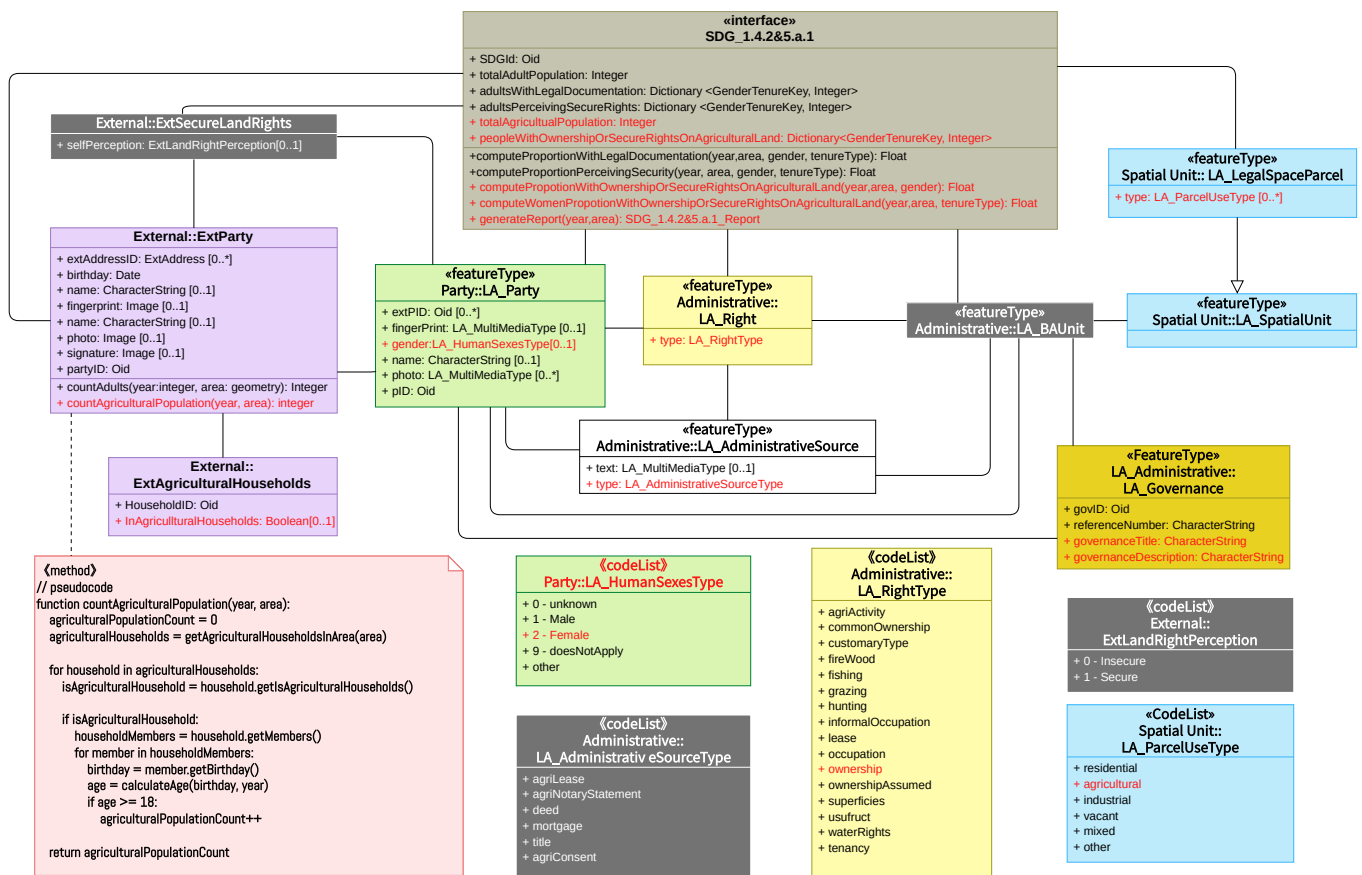 «interface»
SDG_1.4.2&5.a.1
+ SDGId: Oid
+ totalAdultPopulation: Integer
+ adultsWithLegalDocumentation: Dictionary <GenderTenureKey, Integer>
+ adultsPerceivingSecureRights: Dictionary <GenderTenureKey, Integer>
+ totalAgricultualPopulation: Integer
+ peopleWithOwnershipOrSecureRightsOnAgriculturalLand: Dictionary<GenderTenureKey, Integer>
+computeProportionWithLegalDocumentation(year,area, gender, tenureType): Float
+computeProportionPerceivingSecurity(year, area, gender, tenureType): Float
+ computePropotionWithOwnershipOrSecureRightsOnAgriculturalLand(year,area, gender): Float
+ computeWomenPropotionWithOwnershipOrSecureRightsOnAgriculturalLand(year,area, tenureType): Float
+ generateReport(year,area): SDG_1.4.2&5.a.1_Report
External::ExtSecureLandRights
+ selfPerception: ExtLandRightPerception[0..1]
«featureType»
Spatial Unit:: LA_LegalSpaceParcel
+ type: LA_ParcelUseType [0..*]
External::ExtParty
+ extAddressID: ExtAddress [0..*]
+ birthday: Date
+ name: CharacterString [0..1]
+ fingerprint: Image [0..1]
+ name: CharacterString [0..1]
+ photo: Image [0..1]
+ signature: Image [0..1]
+ partyID: Oid
+ countAdults(year:integer, area: geometry): Integer
+ countAgriculturalPopulation(year, area): integer
«featureType»
Party::LA_Party
+ extPID: Oid [0..*]
+ fingerPrint: LA_MultiMediaType [0..1]
+ gender:LA_HumanSexesType[0..1]
+ name: CharacterString [0..1]
+ photo: LA_MultiMediaType [0..*]
+ pID: Oid
«featureType»
Administrative::
LA_Right
+ type: LA_RightType
«featureType»
Administrative::LA_BAUnit
«featureType»
Spatial Unit::LA_SpatialUnit
«featureType»
Administrative::LA_AdministrativeSource
+ text: LA_MultiMediaType [0..1]
+ type: LA_AdministrativeSourceType
External::
ExtAgriculturalHouseholds
+ HouseholdID: Oid
+ InAgricullturalHouseholds: Boolean[0..1]
«FeatureType»
LA_Administrative::
LA_Governance
+ govID: Oid
+ referenceNumber: CharacterString
+ governanceTitle: CharacterString
+ governanceDescription: CharacterString
《method》
// pseudocode
function countAgriculturalPopulation(year, area):
agriculturalPopulationCount = 0
agriculturalHouseholds = getAgriculturalHouseholdsInArea(area)
for household in agriculturalHouseholds:
isAgriculturalHousehold = household.getIsAgriculturalHouseholds()
if isAgriculturalHousehold:
householdMembers = household.getMembers()
for member in householdMembers:
birthday = member.getBirthday()
age = calculateAge(birthday, year)
if age >= 18:
agriculturalPopulationCount++
return agriculturalPopulationCount
《codeList》
Party::LA_HumanSexesType
+ 0 - unknown
+ 1 - Male
+ 2 - Female
+ 9 - doesNotApply
+ other
《codeList》
Administrative::
LA_Administrativ eSourceType
+ agriLease
+ agriNotaryStatement
+ deed
+ mortgage
+ title
+ agriConsent
《codeList》
Administrative::
LA_RightType
+ agriActivity
+ commonOwnership
+ customaryType
+ fireWood
+ fishing
+ grazing
+ hunting
+ informalOccupation
+ lease
+ occupation
+ ownership
+ ownershipAssumed
+ superficies
+ usufruct
+ waterRights
+ tenancy
《codeList》
External::
ExtLandRightPerception
+ 0 - Insecure
+ 1 - Secure
«CodeList»
Spatial Unit::
LA_ParcelUseType
+ residential
+ agricultural
+ industrial
+ vacant
+ mixed
+ other